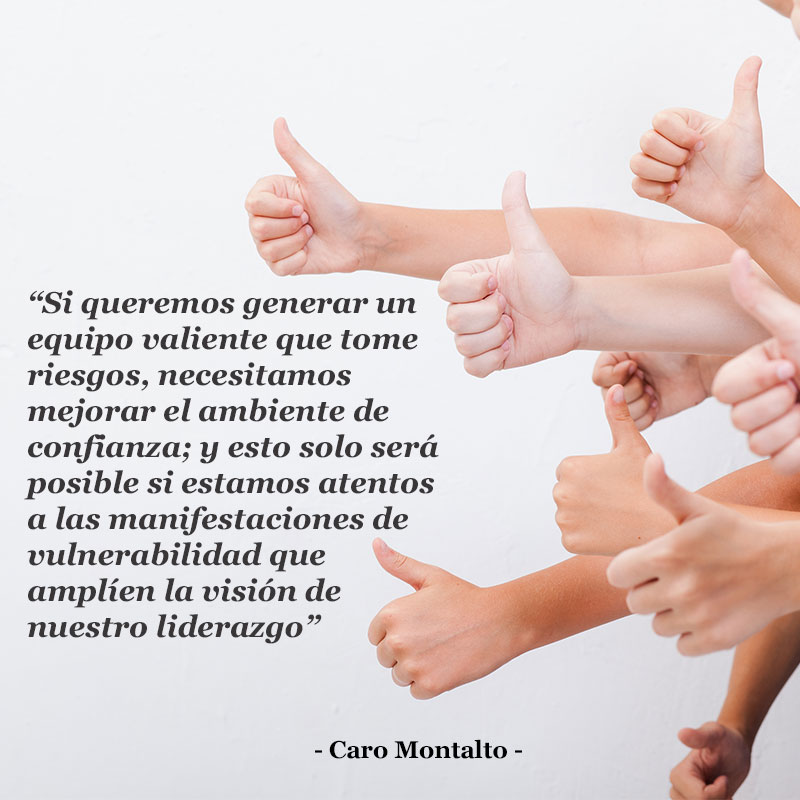 “Si queremos generar un
equipo valiente que tome
riesgos, necesitamos
mejorar el ambiente de
confianza; y esto solo será
posible si estamos atentos
a las manifestaciones de
vulnerabilidad que
amplíen la visión de
nuestro liderazgo”
- Caro Montalto -